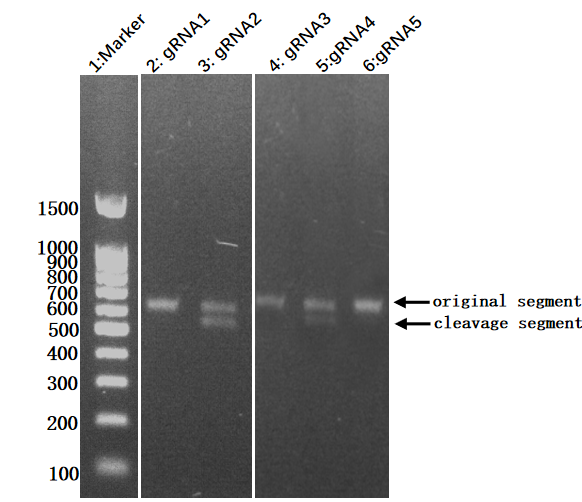 1:Marker
2: gRNA1
3: gRNA2
4: gRNA3
5:gRNA4
6:gRNA5
1500
1000
900
800
700
600
500
400
300
200
100
original segment
cleavage segment